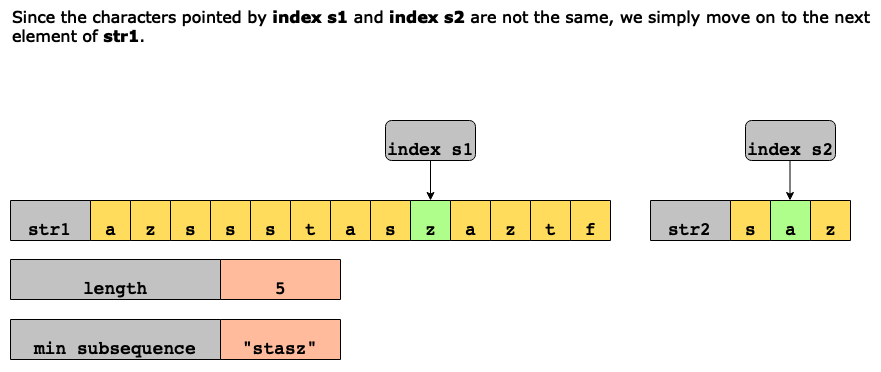 Since the characters pointed by index s1 and index s2 are not the same, we simply move on to the next
element of str1.
index s1 index s2
str1 a z s s s t a s z a z t f str2 s a z
length 5
min subsequence "stasz"